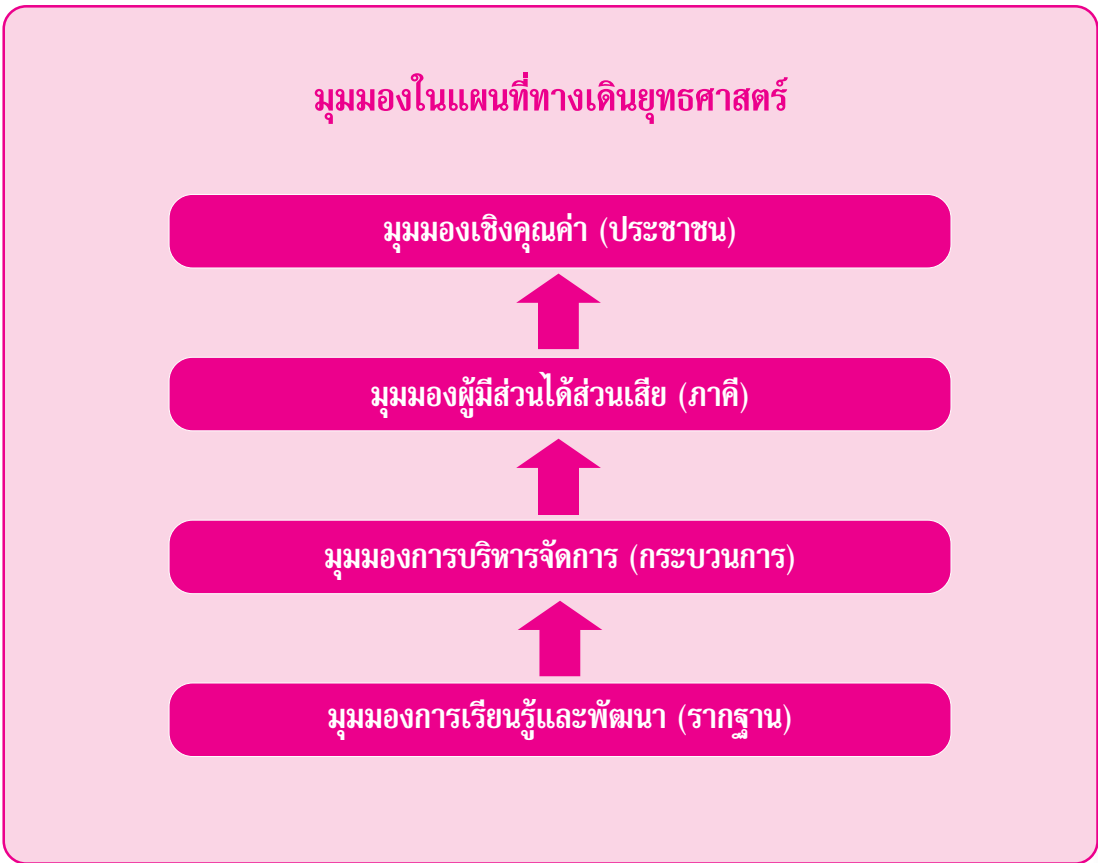 มุมมองในแผนที่ทางเดินยุทธศาสตร์
มุมมองเชิงคุณค่า (ประชาชน)
มุมมองผู้มีส่วนได้ส่วนเสีย (ภาคี)
มุมมองการบริหารจัดการ (กระบวนการ)
มุมมองการเรียนรู้และพัฒนา (รากฐาน)